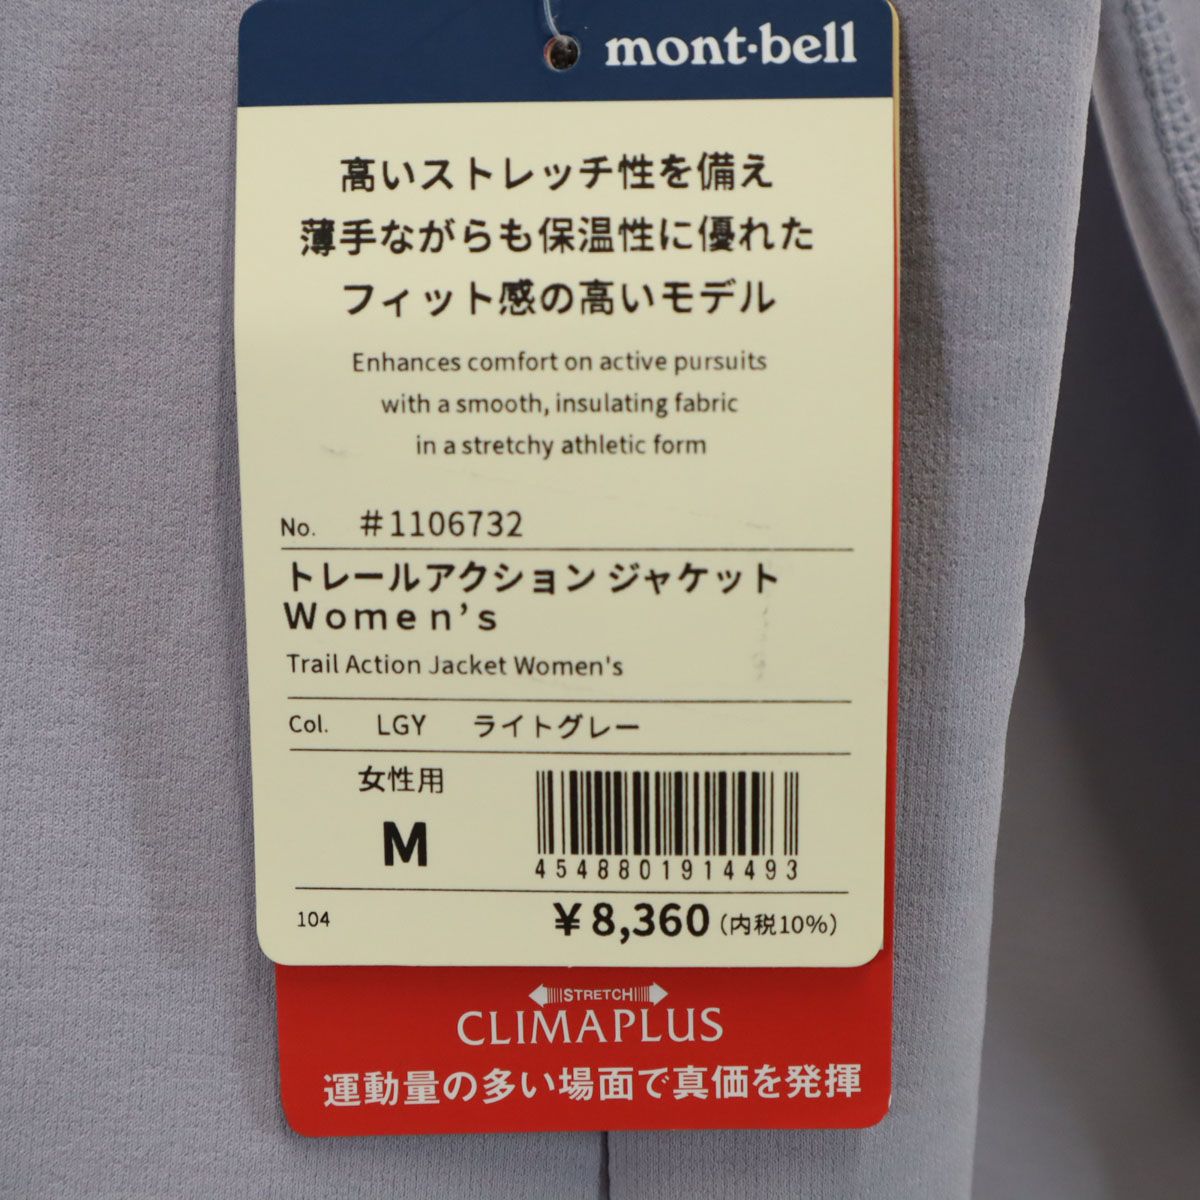 mont·bell
高いストレッチ性を備え
薄手ながらも保温性に優れた
フィット感の高いモデル
Enhances comfort on active pursuits
with a smooth, insulating fabric
in a stretchy athletic form
No. #1106732
トレールアクション ジャケット
Women's
Trail Action Jacket Women's
Col. LGY ライトグレー
女性用
M
4548801914493
104 ¥8,360（内税10%）
STRETCH
CLIMAPLUS
運動量の多い場面で真価を発揮